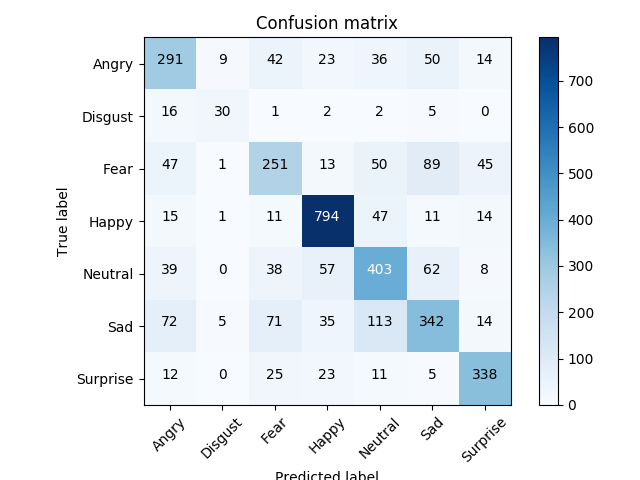 Confusion matrix
Angry 291 9 42 23 36 50 14
Disgust 16 30 1 2 2 5 0
Fear 47 1 251 13 50 89 45
Happy 15 1 11 794 47 11 14
Neutral 39 0 38 57 403 62 8
Sad 72 5 71 35 113 342 14
Surprise 12 0 25 23 11 5 338
Angry Disgust Fear Happy Neutral Sad Surprise
True label
Predicted label
700
600
500
400
300
200
100
0